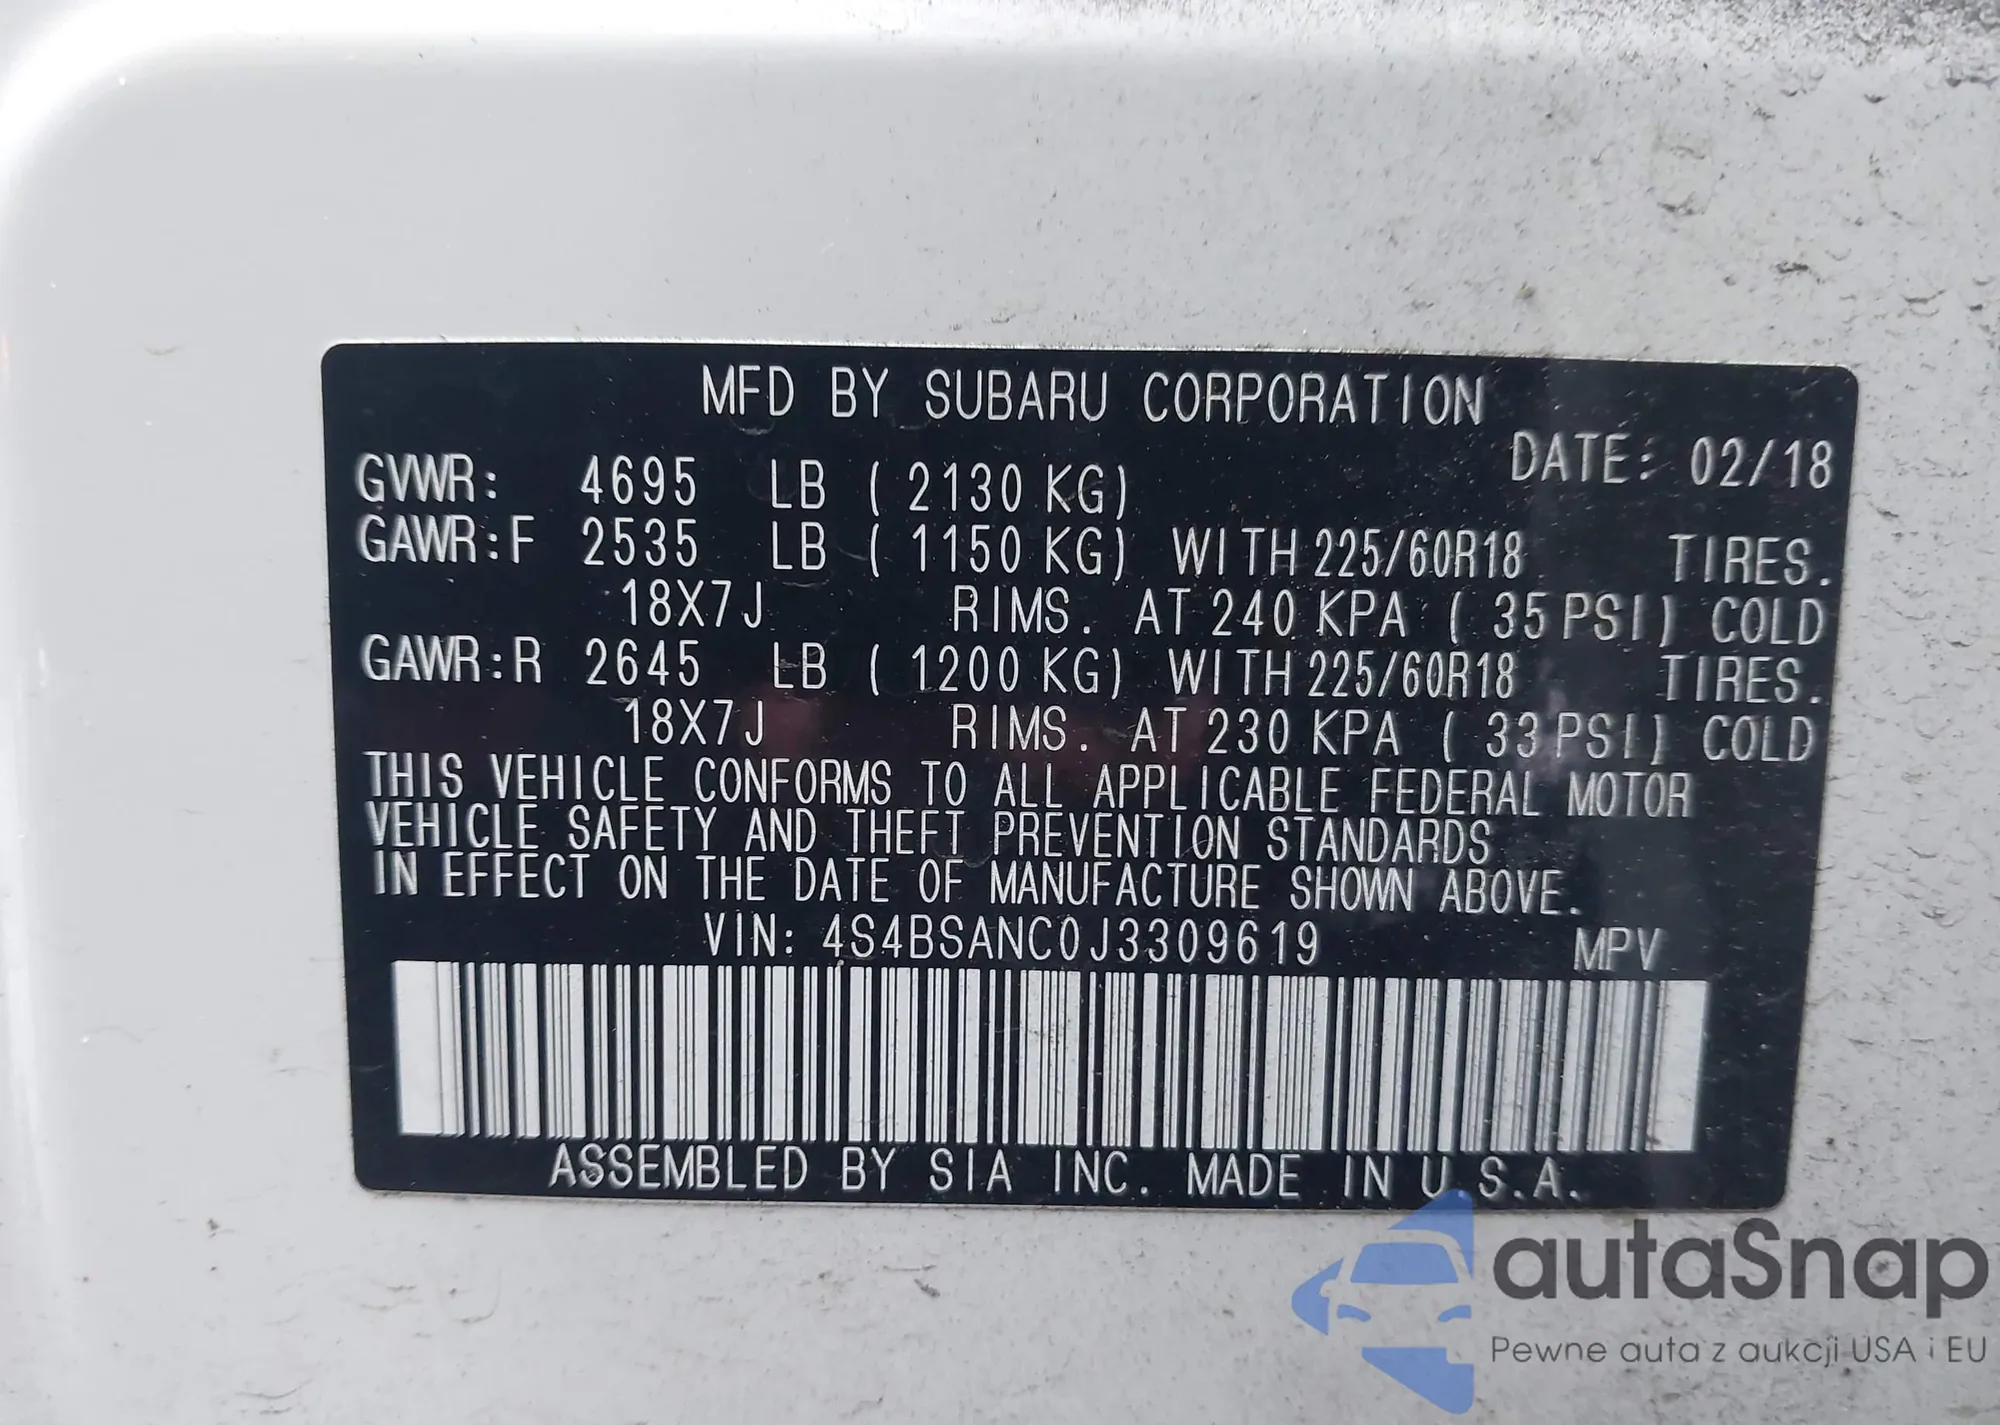 MFD BY SUBARU CORPORATION
DATE: 02/18
GVWR: 4695 LB ( 2130 KG)
GAWR:F 2535 LB ( 1150 KG) WITH 225/60R18 TIRES.
18X7J RIMS. AT 240 KPA ( 35 PSI) COLD
GAWR:R 2645 LB ( 1200 KG) WITH 225/60R18 TIRES.
18X7J RIMS. AT 230 KPA ( 33 PSI) COLD
THIS VEHICLE CONFORMS TO ALL APPLICABLE FEDERAL MOTOR
VEHICLE SAFETY AND THEFT PREVENTION STANDARDS
IN EFFECT ON THE DATE OF MANUFACTURE SHOWN ABOVE.
VIN: 4S4BSANC0J3309619 MPV
ASSEMBLED BY SIA INC. MADE IN U.S.A.
autaSnap
Pewne auta z aukcji USA i EU